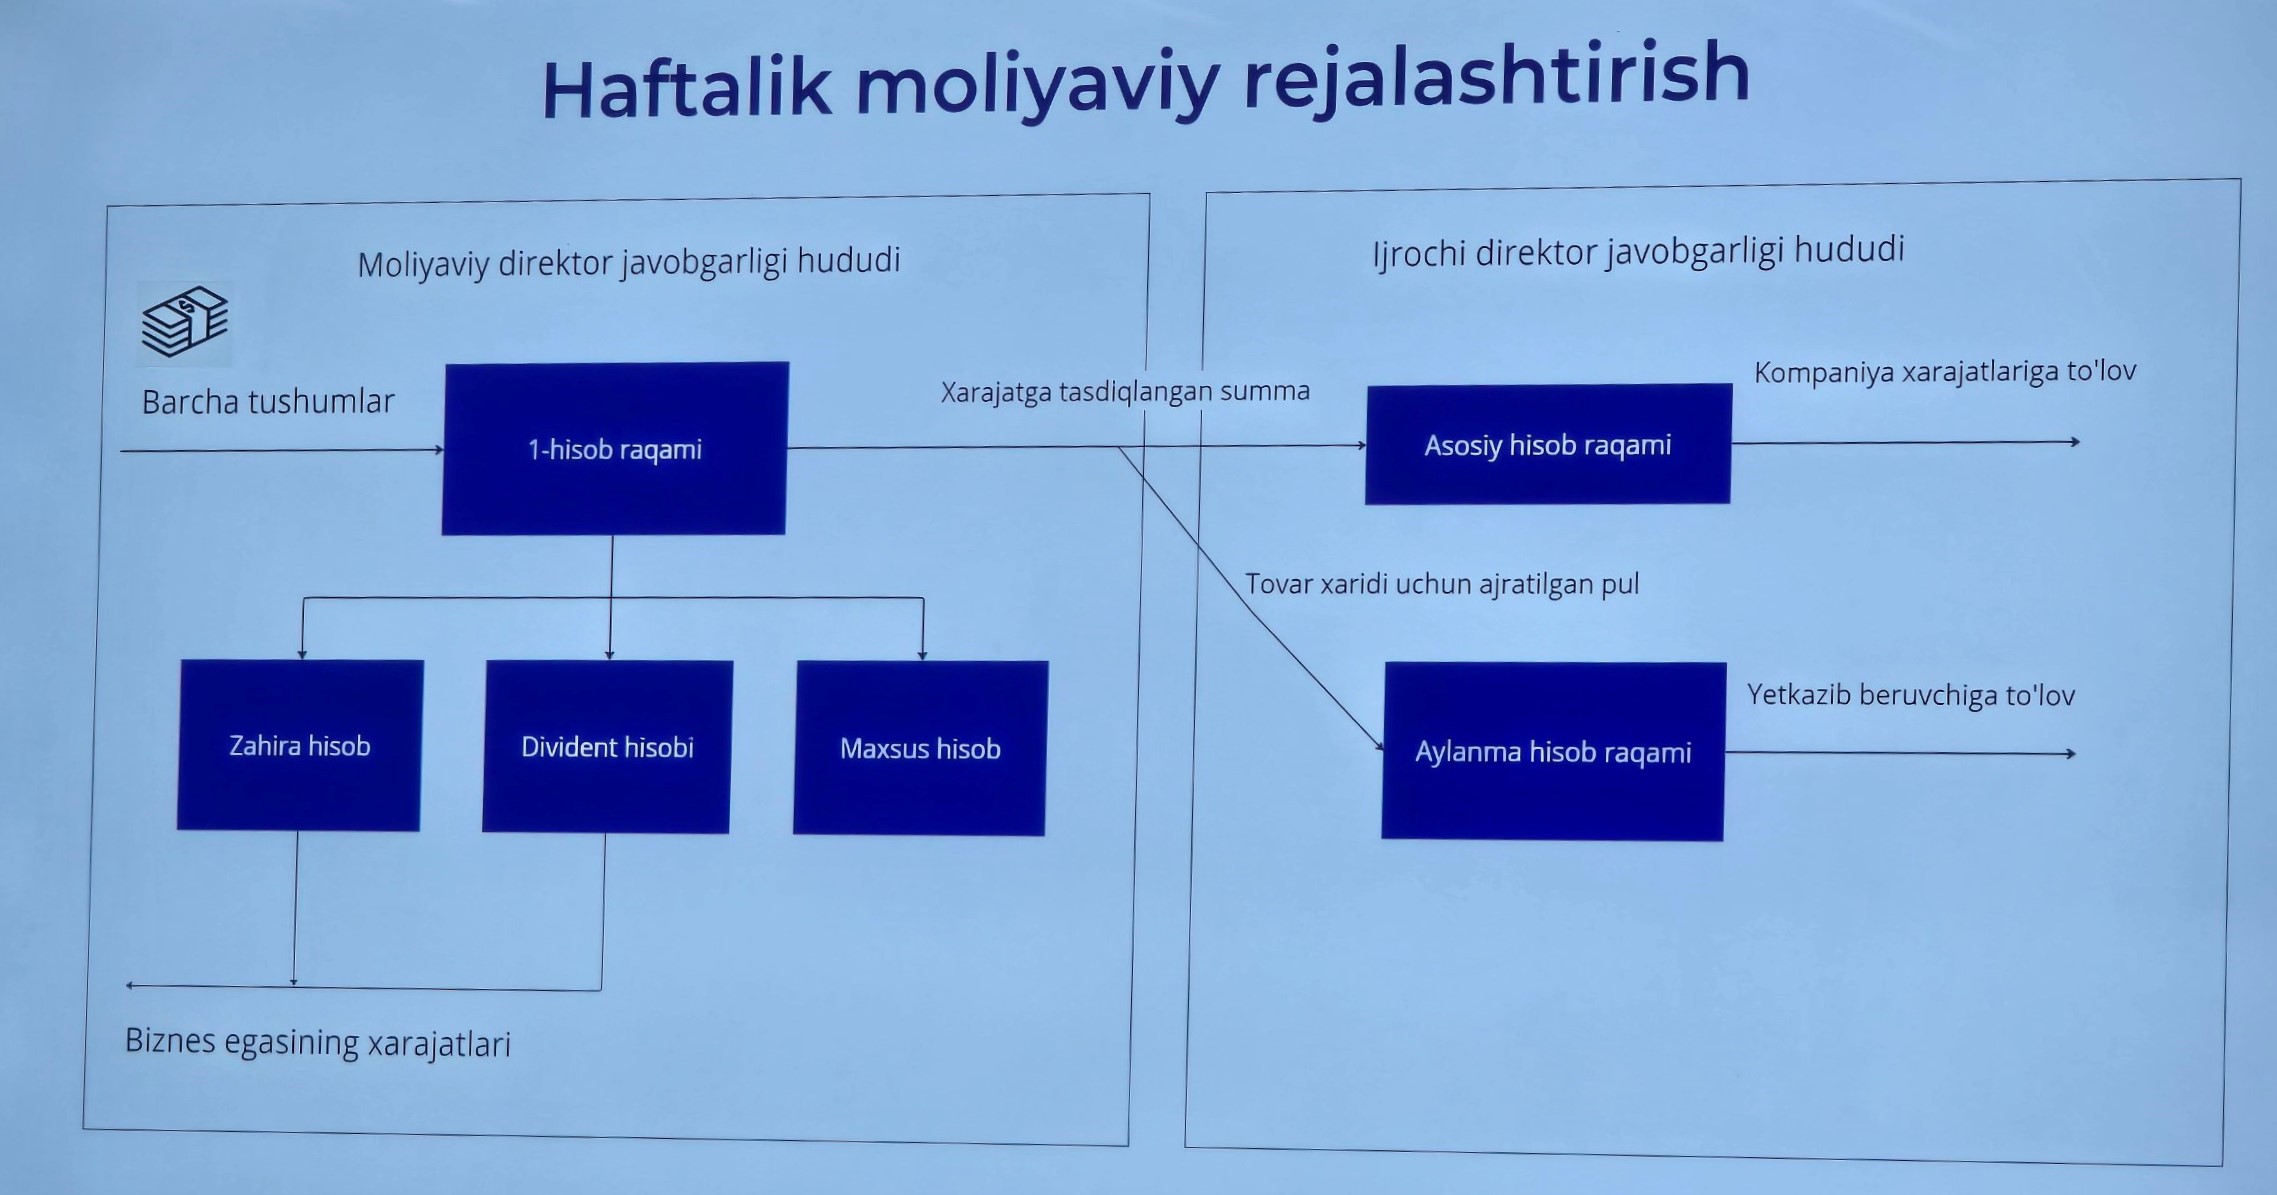 Haftalik moliyaviy rejalashtirish
Moliyaviy direktor javobgarligi hududi
Barcha tushumlar
1-hisob raqami
Xarajatga tasdiqlangan summa
Zahira hisob
Divident hisobi
Maxsus hisob
Biznes egasining xarajatlari
Ijrochi direktor javobgarligi hududi
Asosiy hisob raqami
Kompaniya xarajatlariga to'lov
Tovar xaridi uchun ajratilgan pul
Aylanma hisob raqami
Yetkazib beruvchiga to'lov